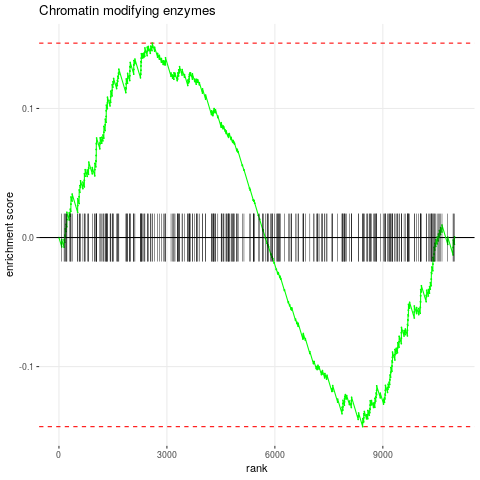 Chromatin modifying enzymes
enrichment score
0.1
0.0
-0.1
0
3000
6000
9000
rank